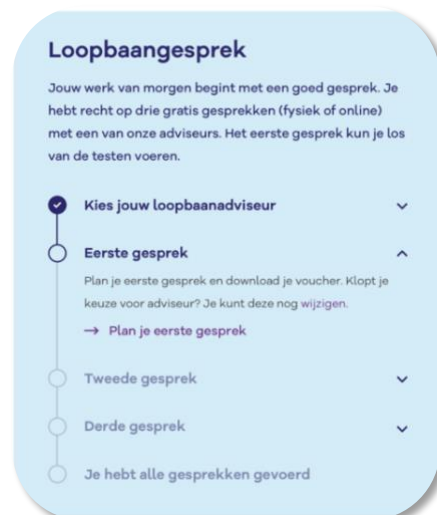 Loopbaangesprek
Jouw werk van morgen begint met een goed gesprek. Je
hebt recht op drie gratis gesprekken (fysiek of online)
met een van onze adviseurs. Het eerste gesprek kun je los
van de testen voeren.
Kies jouw loopbaanadviseur
Eerste gesprek
Plan je eerste gesprek en download je voucher. Klopt je
keuze voor adviseur? Je kunt deze nog wijzigen.
→ Plan je eerste gesprek
Tweede gesprek
Derde gesprek
Je hebt alle gesprekken gevoerd